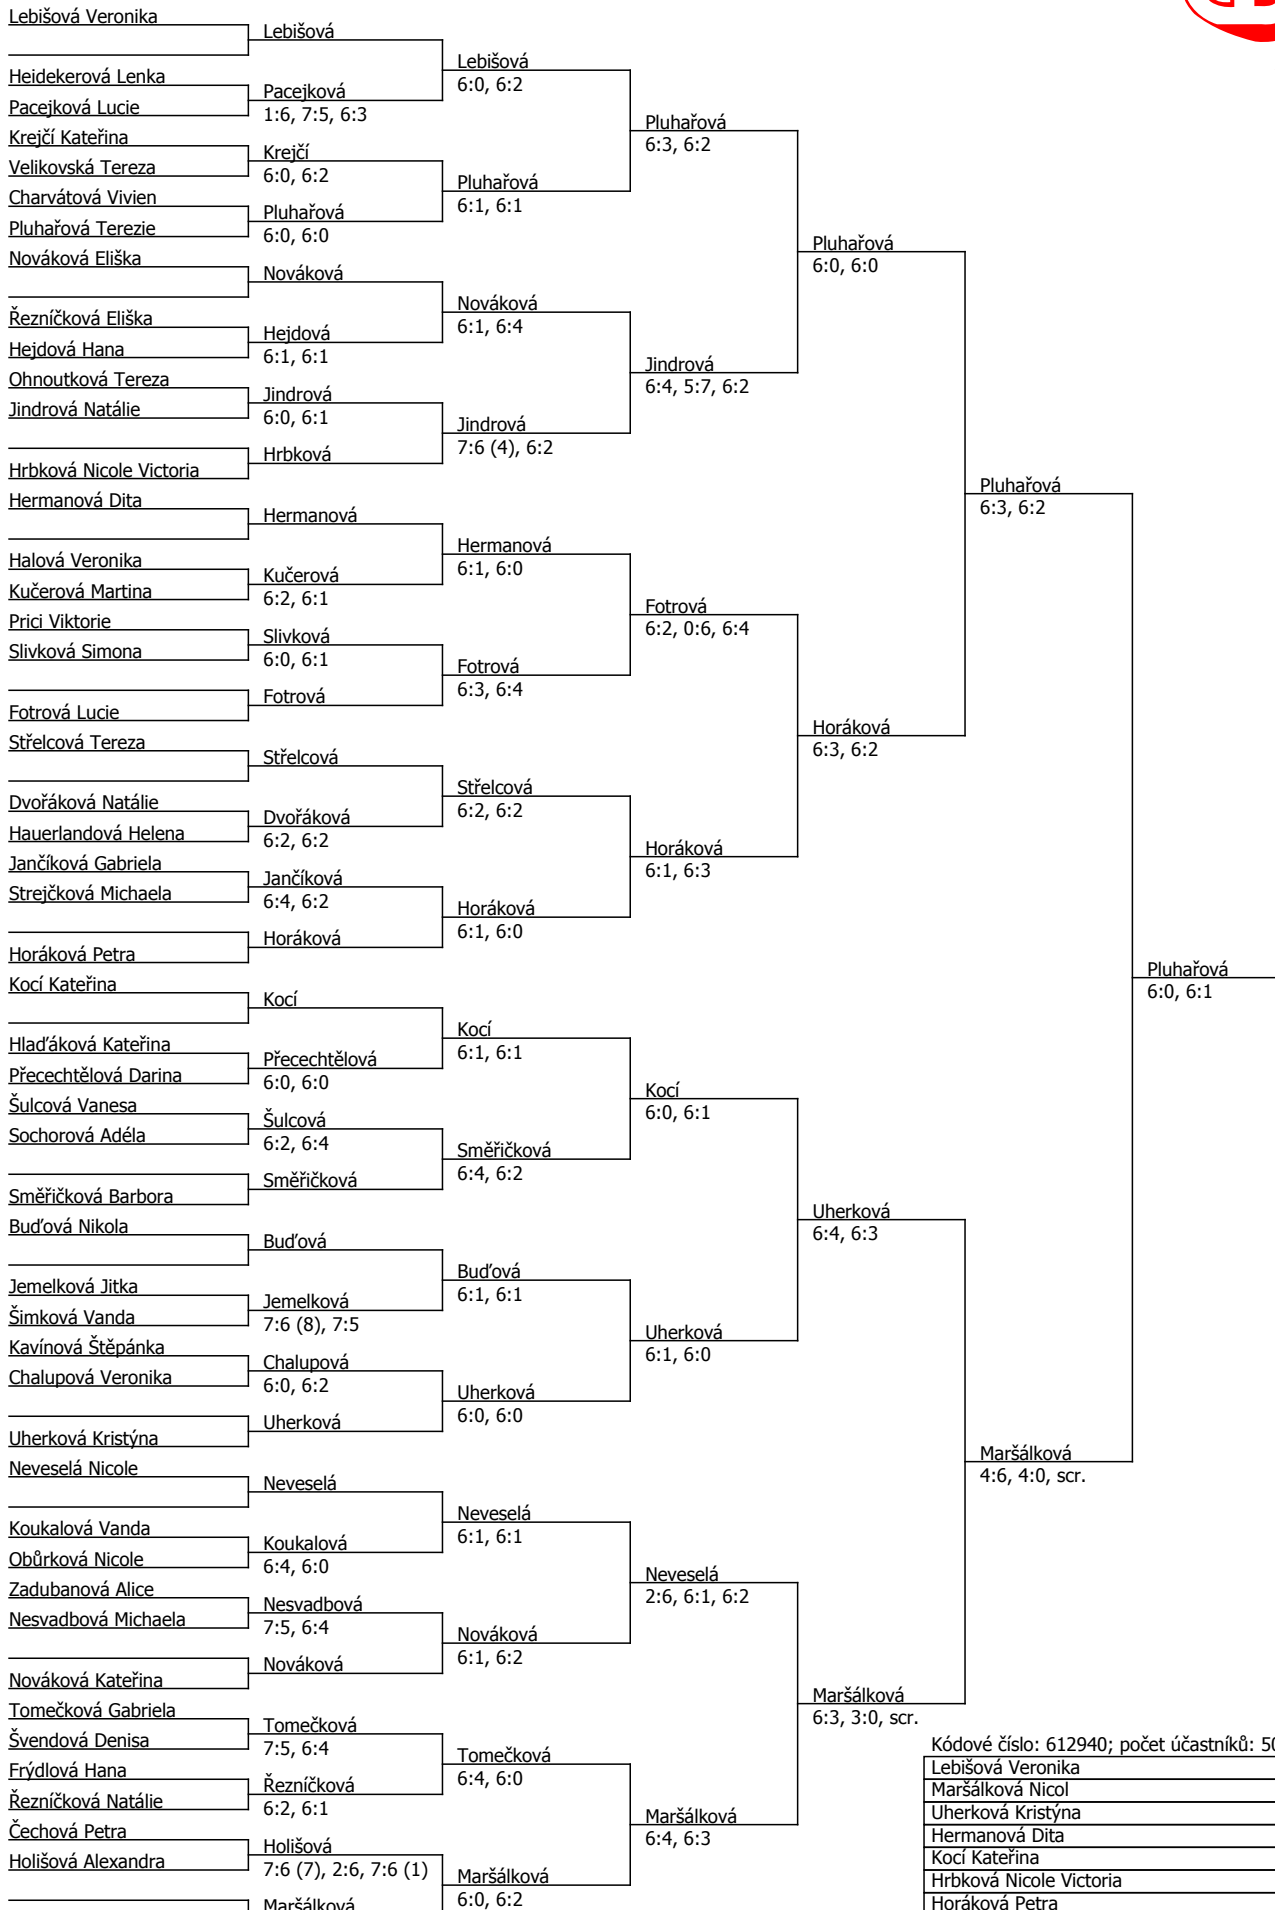 Lebišová Veronika
Lebišová
Lebišová
6:0, 6:2
Heidekerová Lenka
Pacejková
Pacejková Lucie
1:6, 7:5, 6:3
Pluhařová
6:3, 6:2
Krejčí Kateřina
Krejčí
Velikovská Tereza
6:0, 6:2
Pluhařová
6:1, 6:1
Charvátová Vivien
Pluhařová
Pluhařová Terezie
6:0, 6:0
Pluhařová
6:0, 6:0
Nováková Eliška
Nováková
Nováková
6:1, 6:4
Řezníčková Eliška
Hejdová
Hejdová Hana
6:1, 6:1
Jindrová
6:4, 5:7, 6:2
Ohnoutková Tereza
Jindrová
Jindrová Natálie
6:0, 6:1
Jindrová
7:6 (4), 6:2
Hrbková
Hrbková Nicole Victoria
Pluhařová
6:3, 6:2
Hermanová Dita
Hermanová
Hermanová
6:1, 6:0
Halová Veronika
Kučerová
Kučerová Martina
6:2, 6:1
Fotrová
6:2, 0:6, 6:4
Prici Viktorie
Slivková
Slivková Simona
6:0, 6:1
Fotrová
6:3, 6:4
Fotrová
Fotrová Lucie
Horáková
6:3, 6:2
Střelcová Tereza
Střelcová
Střelcová
6:2, 6:2
Dvořáková Natálie
Dvořáková
Hauerlandová Helena
6:2, 6:2
Horáková
6:1, 6:3
Jančíková Gabriela
Jančíková
Strejčková Michaela
6:4, 6:2
Horáková
6:1, 6:0
Horáková
Horáková Petra
Pluhařová
6:0, 6:1
Kocí Kateřina
Kocí
Kocí
6:1, 6:1
Hlaďáková Kateřina
Přecechtělová
Přecechtělová Darina
6:0, 6:0
Kocí
6:0, 6:1
Šulcová Vanesa
Šulcová
Sochorová Adéla
6:2, 6:4
Směřičková
6:4, 6:2
Směřičková
Směřičková Barbora
Uherková
6:4, 6:3
Buďová Nikola
Buďová
Buďová
6:1, 6:1
Jemelková Jitka
Jemelková
Šimková Vanda
7:6 (8), 7:5
Uherková
6:1, 6:0
Kavínová Štěpánka
Chalupová
Chalupová Veronika
6:0, 6:2
Uherková
6:0, 6:0
Uherková
Uherková Kristýna
Maršálková
4:6, 4:0, scr.
Neveselá Nicole
Neveselá
Neveselá
6:1, 6:1
Koukalová Vanda
Koukalová
Obůrková Nicole
6:4, 6:0
Neveselá
2:6, 6:1, 6:2
Zadubanová Alice
Nesvadbová
Nesvadbová Michaela
7:5, 6:4
Nováková
6:1, 6:2
Nováková
Nováková Kateřina
Maršálková
6:3, 3:0, scr.
Tomečková Gabriela
Tomečková
Švendová Denisa
7:5, 6:4
Tomečková
6:4, 6:0
Frýdlová Hana
Řezníčková
Řezníčková Natálie
6:2, 6:1
Maršálková
6:4, 6:3
Čechová Petra
Holišová
Holišová Alexandra
7:6 (7), 2:6, 7:6 (1)
Maršálková
6:0, 6:2
Maršálková
Kódové číslo: 612940; počet účastníků: 50
Lebišová Veronika
Maršálková Nicol
Uherková Kristýna
Hermanová Dita
Kocí Kateřina
Hrbková Nicole Victoria
Horáková Petra